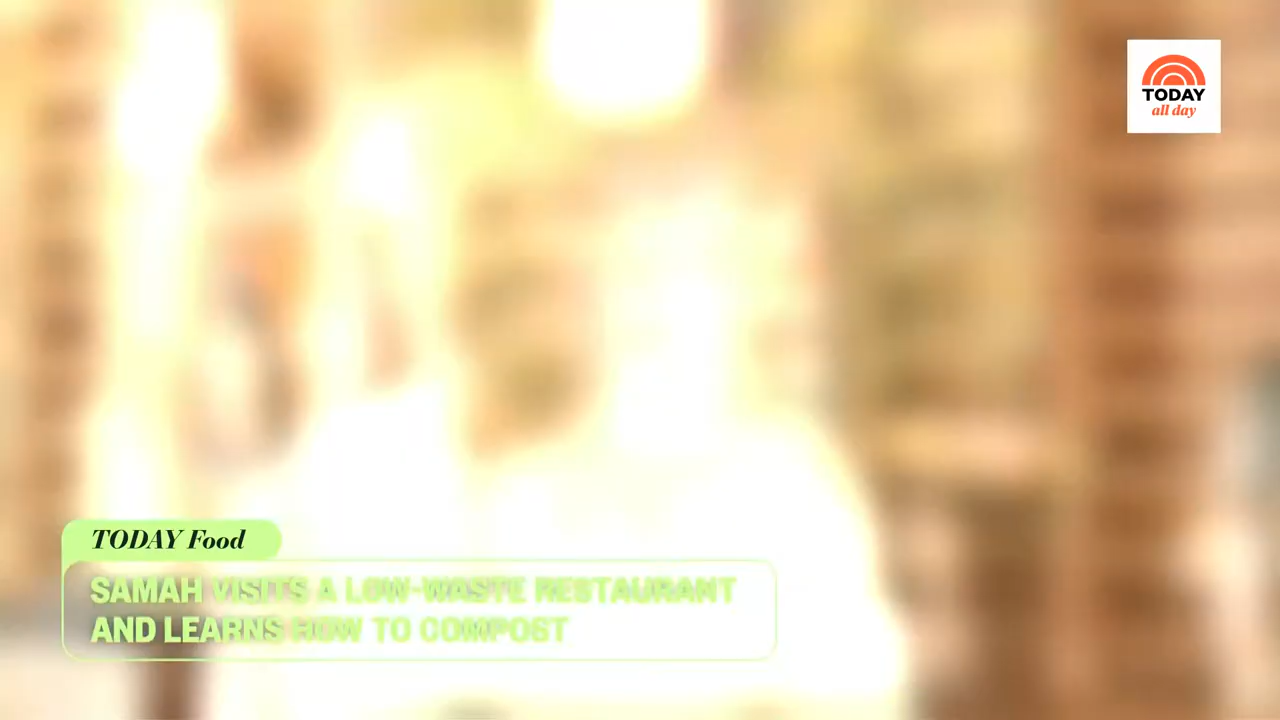 TODAY
all day
TODAY Food
SAMAH VISITS A LOW-WASTE RESTAURANT
AND LEARNS HOW TO COMPOST